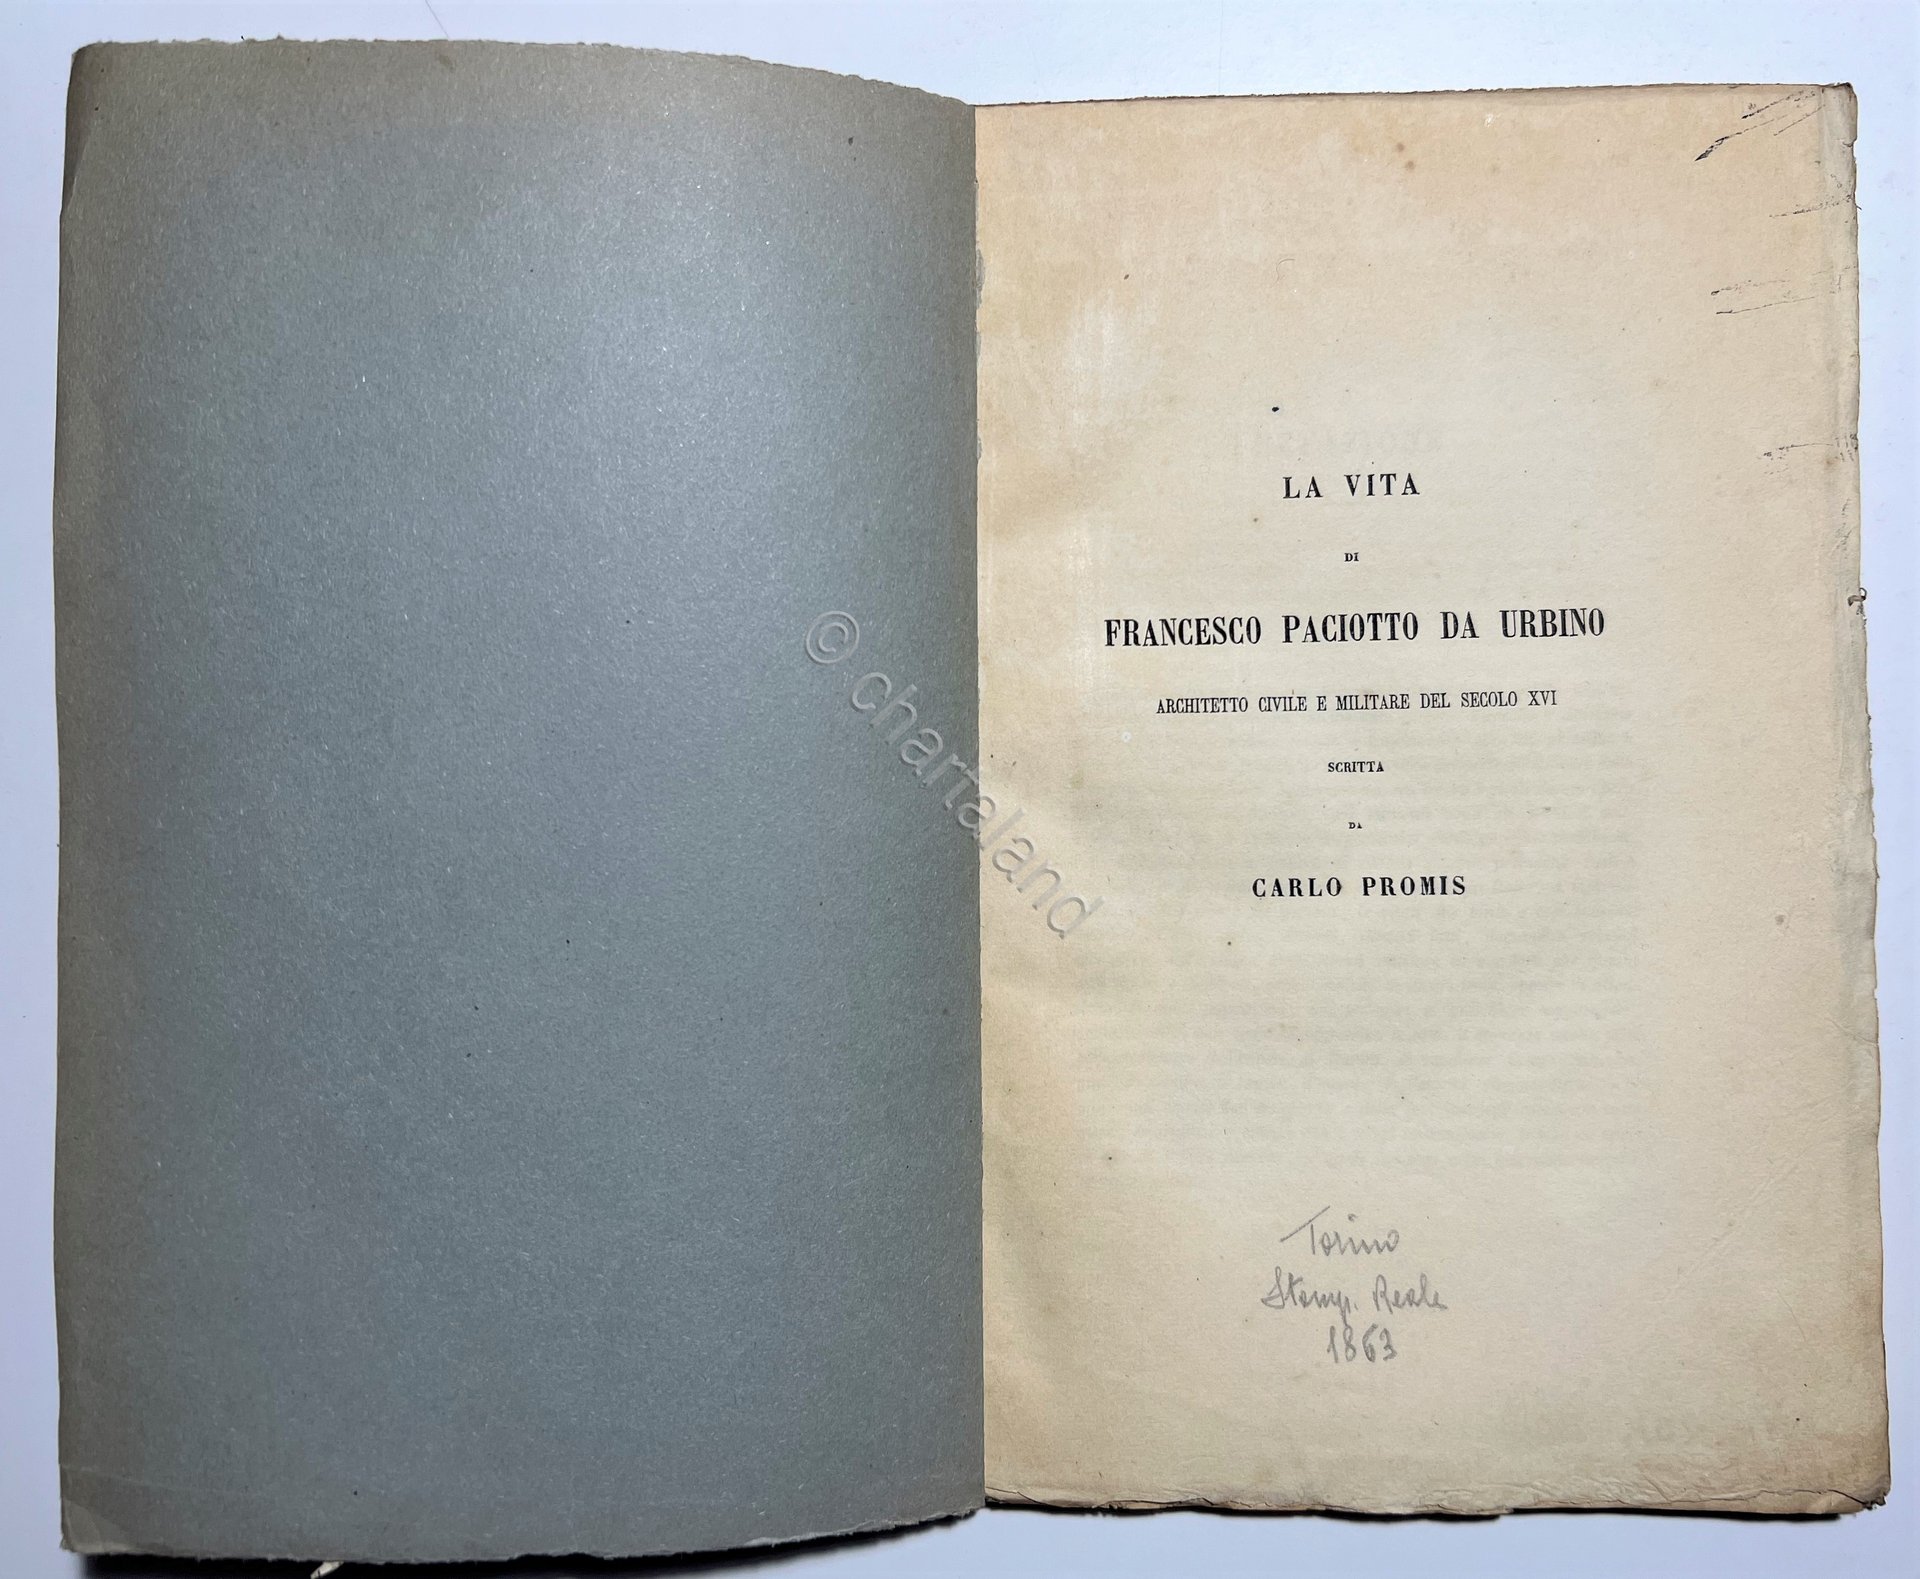 LA VITA
DI
FRANCESCO PACIOTTO DA URBINO
ARCHITETTO CIVILE E MILITARE DEL SECOLO XVI
SCRITTA
DA
CARLO PROMIS
Torino
Stamp. Reale
1863
© chartaland